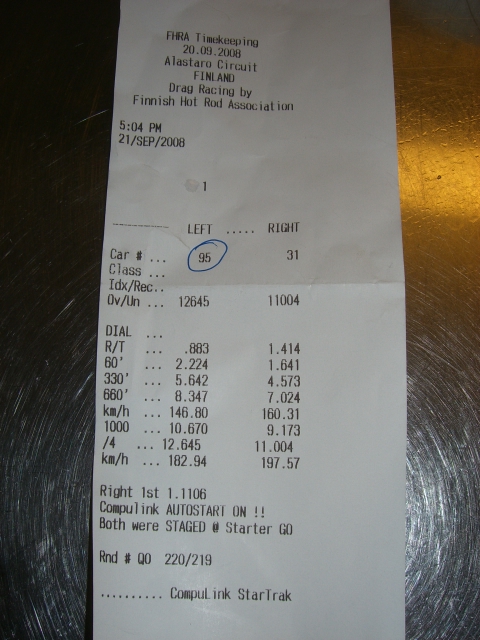 FHRA Timekeeping
20.09.2008
Alastaro Circuit
FINLAND
Drag Racing by
Finnish Hot Rod Association
5:04 PM
21/SEP/2008
1
LEFT ..... RIGHT
Car # ... 95 31
Class ...
Idx/Rec..
Ov/Un ... 12645 11004
DIAL ...
R/T ... .883 1.414
60' ... 2.224 1.641
330' ... 5.642 4.573
660' ... 8.347 7.024
km/h ... 146.80 160.31
1000 ... 10.670 9.173
/4 ... 12.645 11.004
km/h ... 182.94 197.57
Right 1st 1.1106
Compulink AUTOSTART ON !!
Both were STAGED # Starter GO
Rnd # Q0 220/219
.......... CompuLink StarTrak